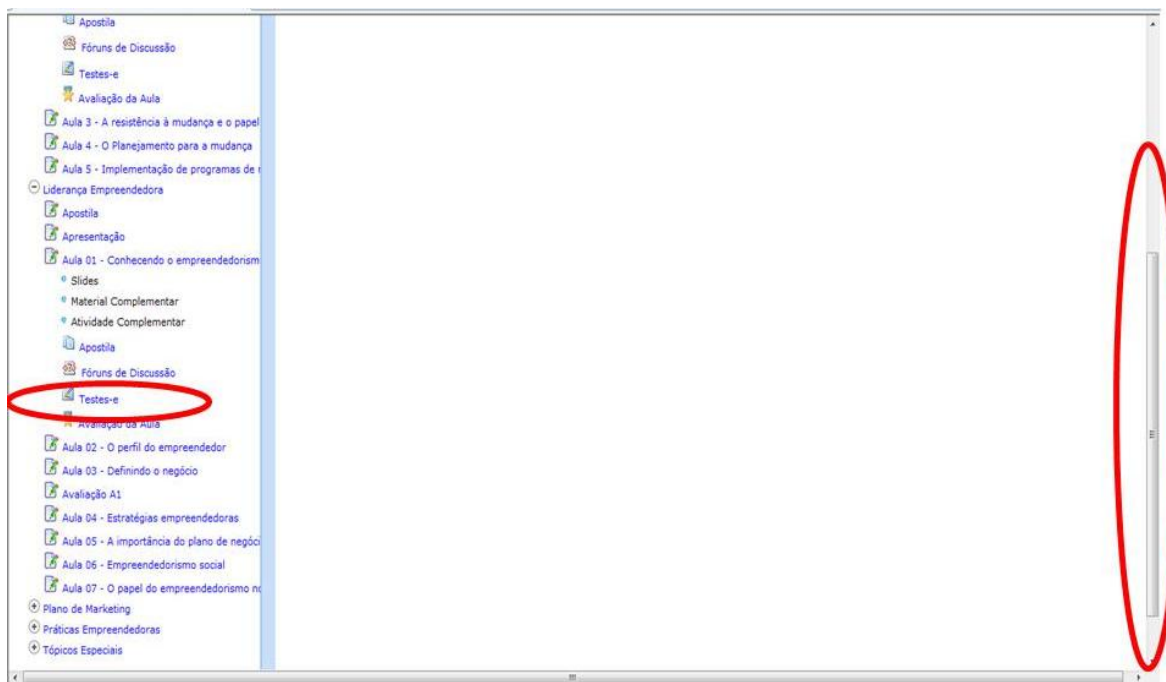 Apostila
Fóruns de Discussão
Testes-e
Avaliação da Aula
Aula 3 - A resistência à mudança e o papel
Aula 4 - O Planejamento para a mudança
Aula 5 - Implementação de programas de
Liderança Empreendedora
Apostila
Apresentação
Aula 01 - Conhecendo o empreendedorism
Slides
Material Complementar
Atividade Complementar
Apostila
Fóruns de Discussão
Testes-e
Avaliação da Aula
Aula 02 - O perfil do empreendedor
Aula 03 - Definindo o negócio
Avaliação A1
Aula 04 - Estratégias empreendedoras
Aula 05 - A importância do plano de negóci
Aula 06 - Empreendedorismo social
Aula 07 - O papel do empreendedorismo no
Plano de Marketing
Práticas Empreendedoras
Tópicos Especiais